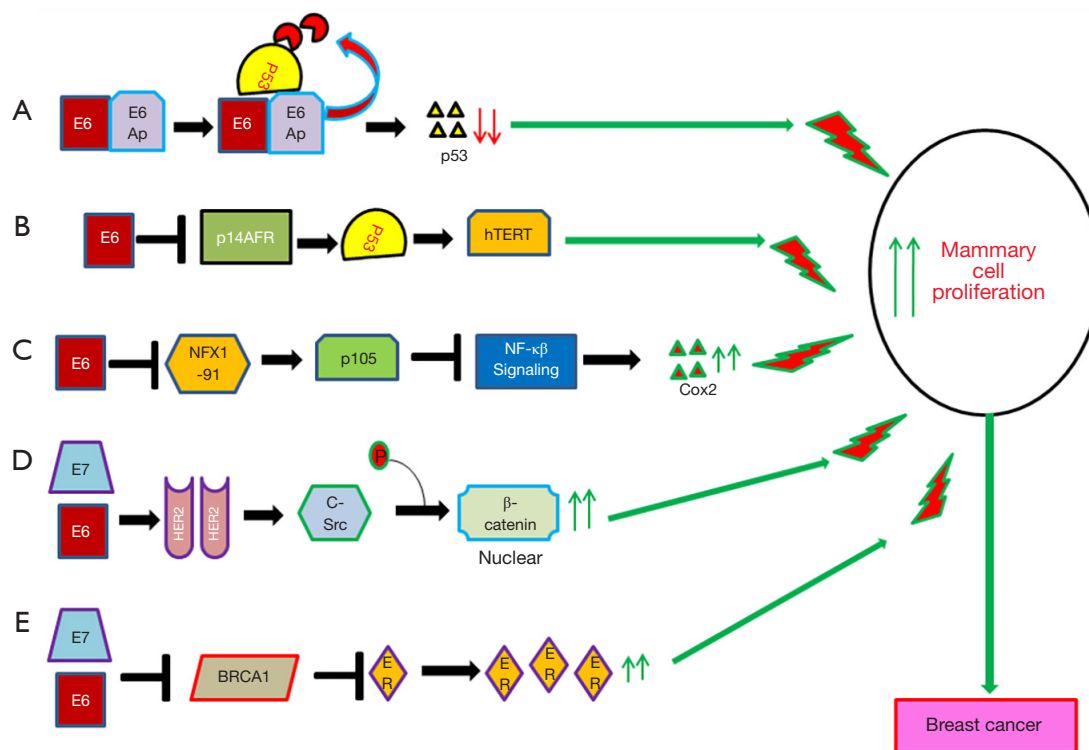 A
E6
E6
Ap
E6
P53
E6
Ap
p53
B
E6
p14AFR
P53
hTERT
C
E6
NFX1
-91
p105
NF-κβ
Signaling
Cox2
Mammary
cell
proliferation
D
E7
E6
HER2
HER2
C-
Src
P
β-
catenin
Nuclear
E
E7
E6
BRCA1
E
R
E
R
E
R
E
R
Breast cancer